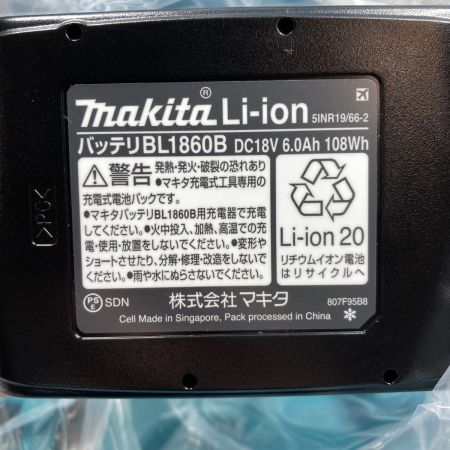 makita® Li-ion 5INR19/66-2
バッテリBL1860B DC18V 6.0Ah 108Wh
警告 発熱・発火・破裂の恐れあり
●マキタ充電式工具専用の
充電式電池パックです。
●マキタバッテリBL1860B用充電器で充電
してください。●火中投入、加熱、高温での充
電・使用・放置をしないでください。●変形や
ショートさせたり、分解・修理・改造をしないで
ください。●雨や水にぬらさないでください。
Li-ion 20
リチウムイオン電池
はリサイクルへ
PS
E
SDN
株式会社マキタ
807F95B8
Cell Made in Singapore, Pack processed in China
>PC<